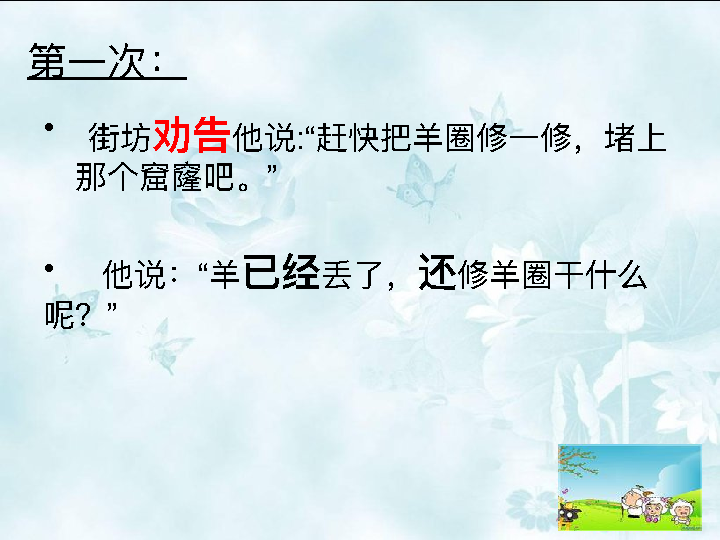 第一次：
• 街坊劝告他说:“赶快把羊圈修一修，堵上
那个窟窿吧。”
• 他说：“羊已经丢了，还修羊圈干什么
呢？”